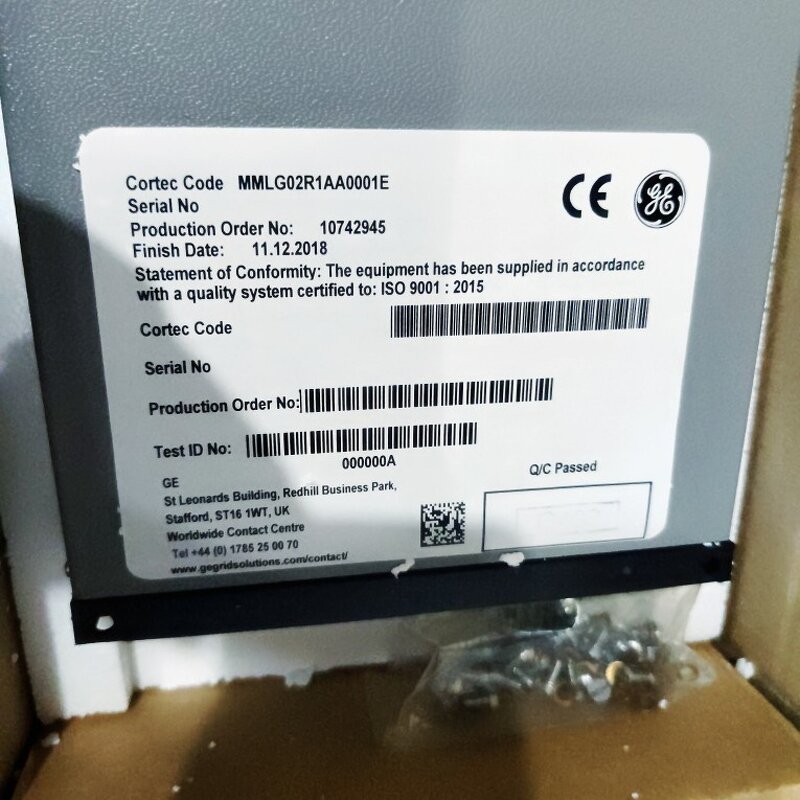 Cortec Code MMLG02R1AA0001E
CE
GE
Serial No
Production Order No: 10742945
Finish Date: 11.12.2018
Statement of Conformity: The equipment has been supplied in accordance
with a quality system certified to: ISO 9001 : 2015
Cortec Code
Serial No
Production Order No:
Test ID No:
000000A
Q/C Passed
GE
St Leonards Building, Redhill Business Park,
Stafford, ST16 1WT, UK
Worldwide Contact Centre
Tel +44 (0) 1785 25 00 70
www.gegridsolutions.com/contact/